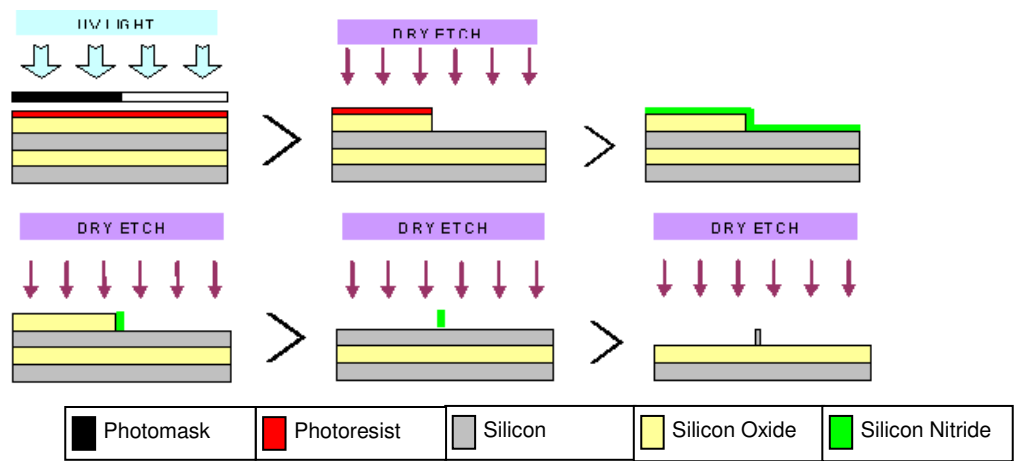 UV LIGHT
DRY ETCH
DRY ETCH
DRY ETCH
DRY ETCH
Photomask
Photoresist
Silicon
Silicon Oxide
Silicon Nitride